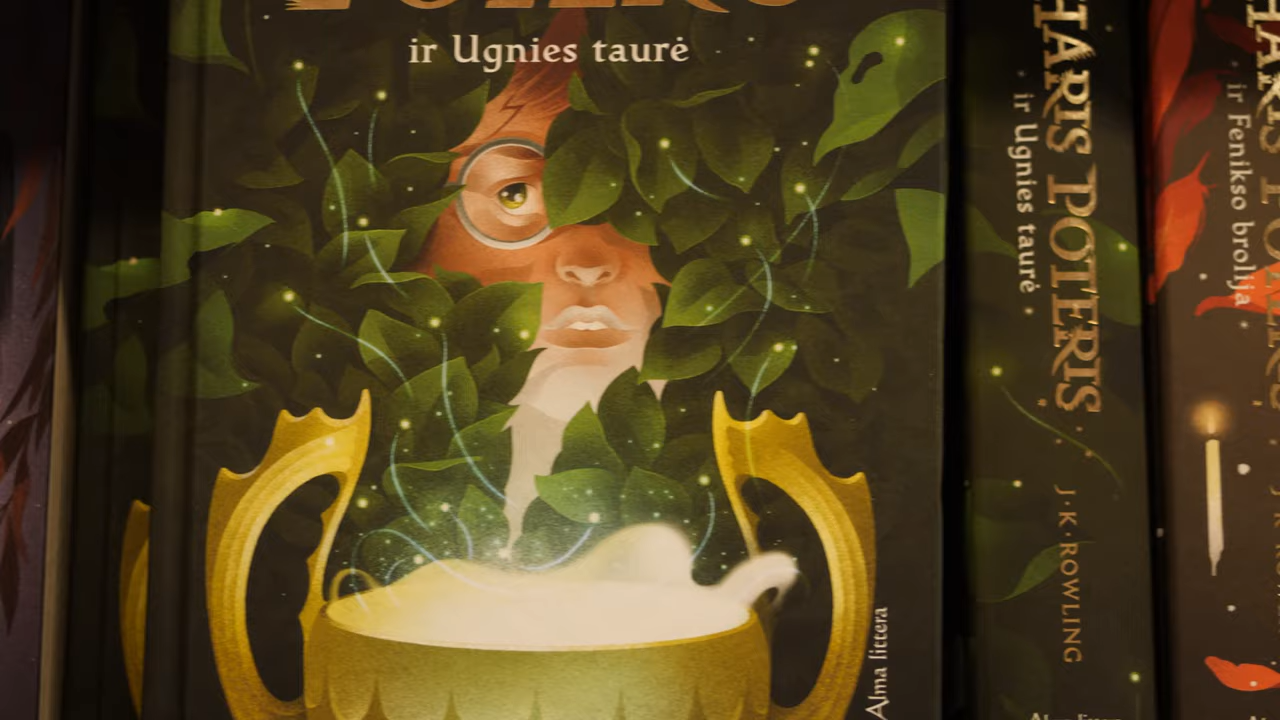 ir Ugnies taurė
Alma littera
HARIS POTERIS
ir Ugnies taurė
J·K·ROWLING
ir Fenikso brolija